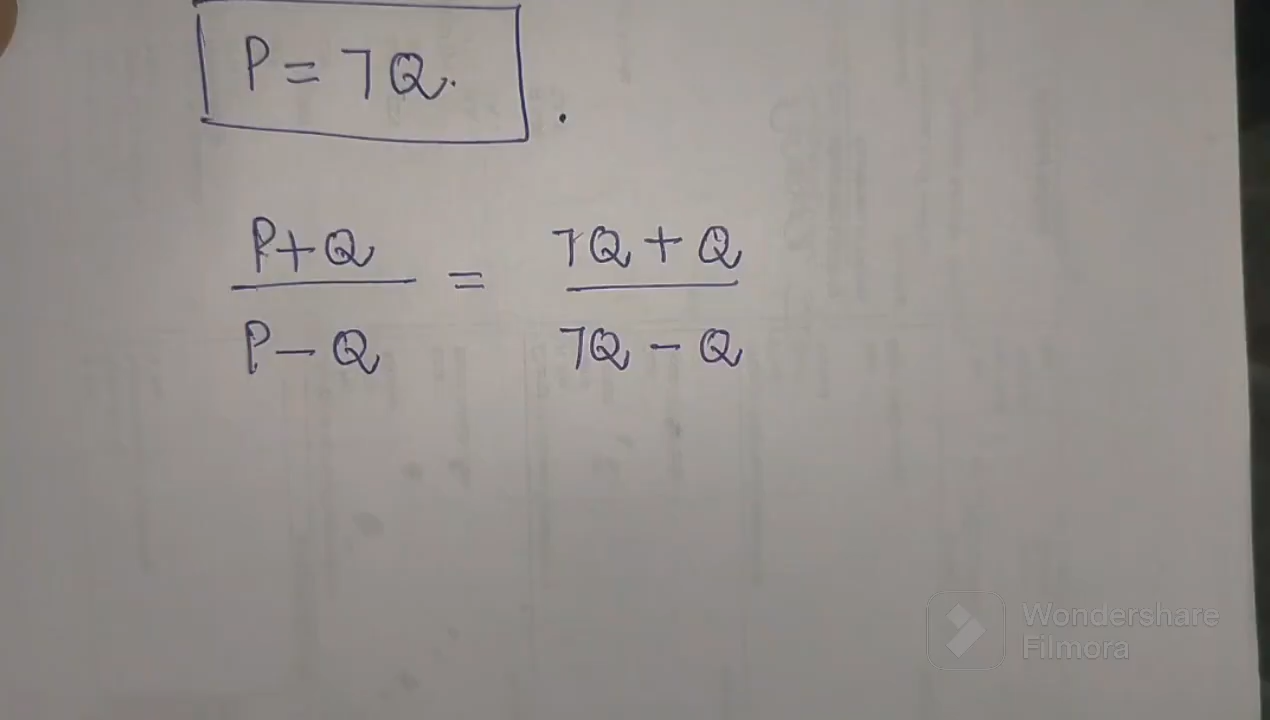 P = 7Q.
P+Q / P-Q = 7Q + Q / 7Q - Q
Wondershare
Filmora